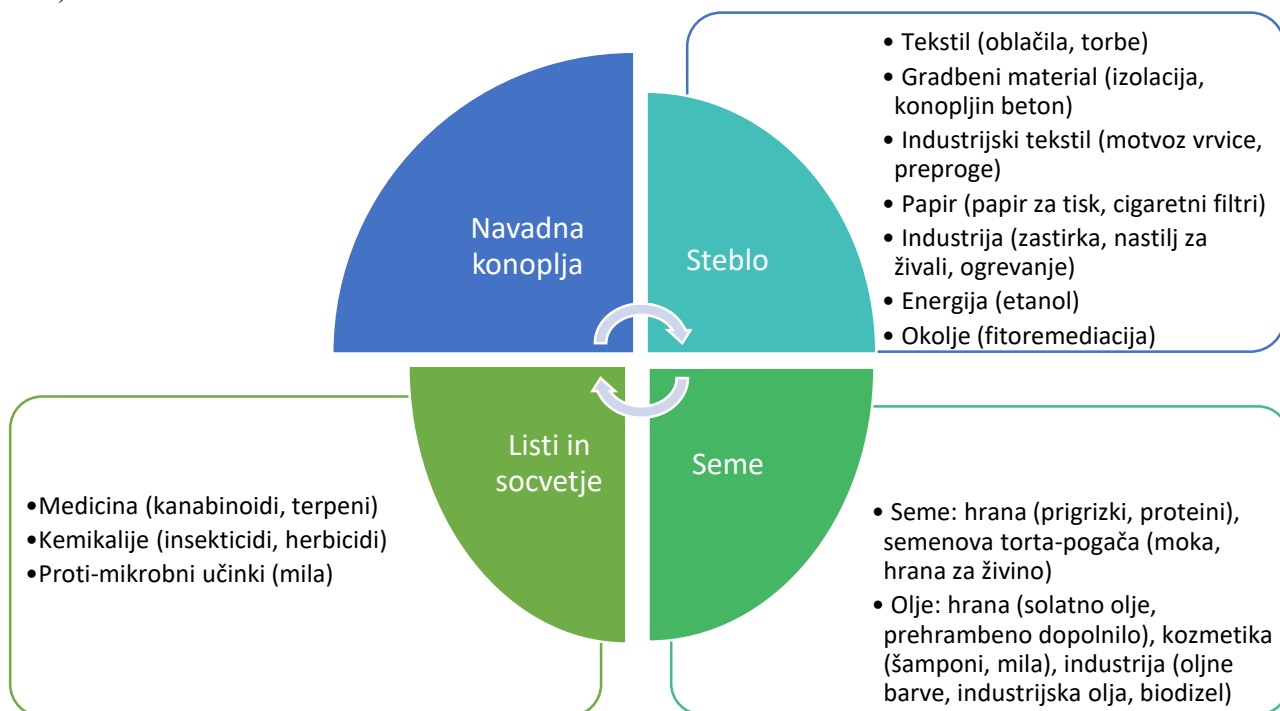 Navadna
konoplja
Steblo
• Tekstil (oblačila, torbe)
• Gradbeni material (izolacija,
konopljin beton)
• Industrijski tekstil (motvoz vrvice,
preproge)
• Papir (papir za tisk, cigaretni filtri)
• Industrija (zastirka, nastilj za
živali, ogrevanje)
• Energija (etanol)
• Okolje (fitoremediacija)
Listi in
socvetje
•Medicina (kanabinoidi, terpeni)
•Kemikalije (insekticidi, herbicidi)
•Proti-mikrobni učinki (mila)
Seme
• Seme: hrana (prigrizki, proteini),
semenova torta-pogača (moka,
hrana za živino)
• Olje: hrana (solatno olje,
prehrambeno dopolnilo), kozmetika
(šamponi, mila), industrija (oljne
barve, industrijska olja, biodizel)